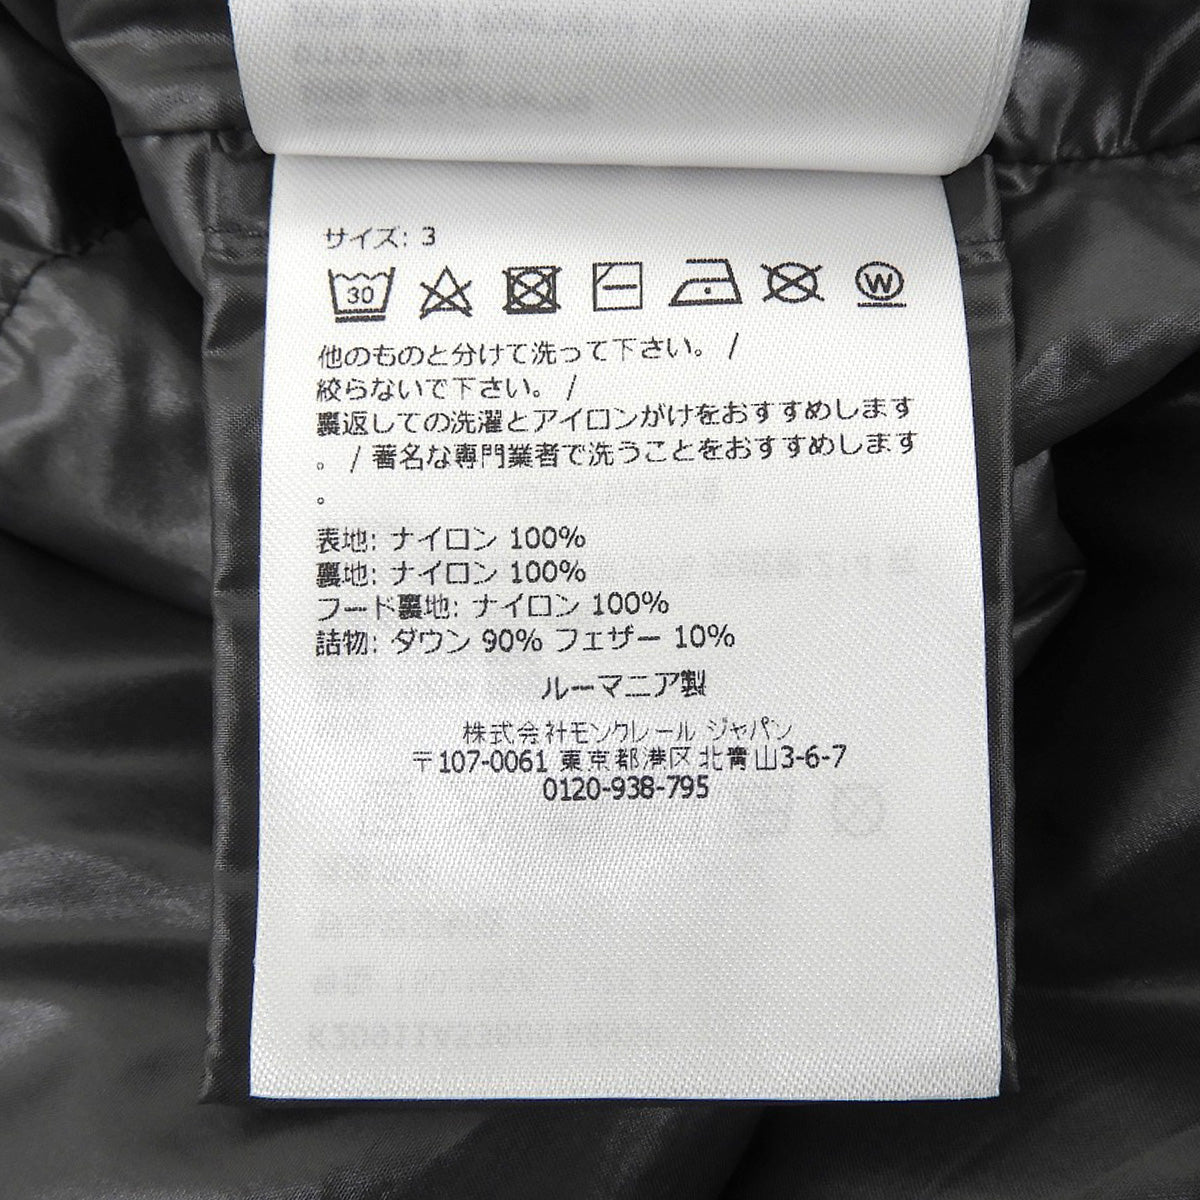 サイズ: 3
30
W
他のものと分けて洗って下さい。 /
絞らないで下さい。 /
裏返しての洗濯とアイロンがけをおすすめします
。 / 著名な専門業者で洗うことをおすすめします
。
表地: ナイロン 100%
裏地: ナイロン 100%
フード裏地: ナイロン 100%
詰物: ダウン 90% フェザー 10%
ルーマニア製
株式会社モンクレール ジャパン
〒107-0061 東京都港区北青山3-6-7
0120-938-795